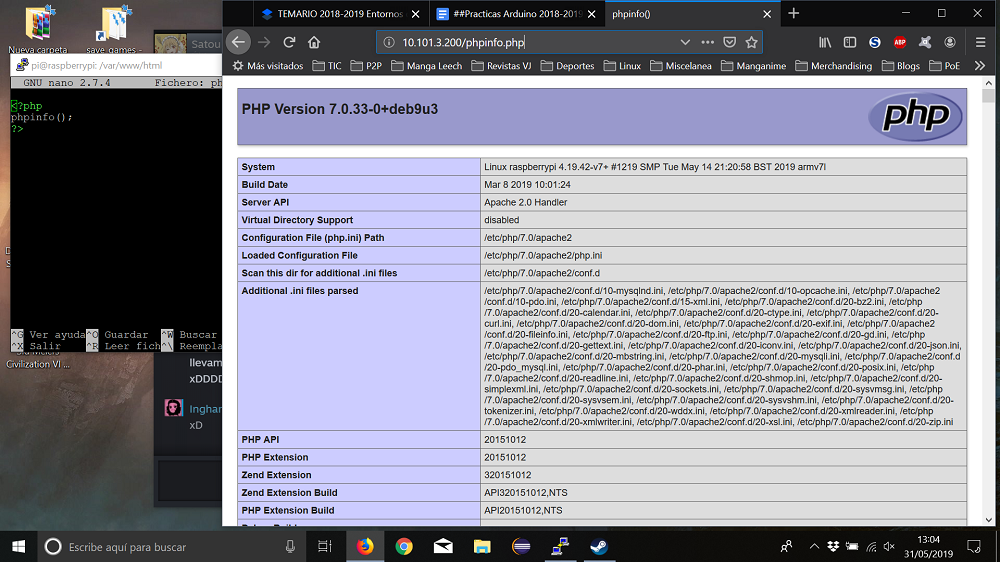 Nueva carpeta
save_games -
Satou
pi@raspberrypi: /var/www/html
GNU nano 2.7.4 Fichero: ph
<?php
phpinfo();
?>
^G Ver ayuda ^O Guardar ^W Buscar
^X Salir ^R Leer fich ^\ Reempla
Civilization VI ...
llevam
xDDDD
Inghar
xD
TEMARIO 2018-2019 Entornos
##Practicas Arduino 2018-2019
phpinfo()
10.101.3.200/phpinfo.php
ABP
Más visitados TIC P2P Manga Leech Revistas VJ Deportes Linux Miscelanea Manganime Merchandising Blogs PoE
PHP Version 7.0.33-0+deb9u3
php
System Linux raspberrypi 4.19.42-v7+ #1219 SMP Tue May 14 21:20:58 BST 2019 armv7l
Build Date Mar 8 2019 10:01:24
Server API Apache 2.0 Handler
Virtual Directory Support disabled
Configuration File (php.ini) Path /etc/php/7.0/apache2
Loaded Configuration File /etc/php/7.0/apache2/php.ini
Scan this dir for additional .ini files /etc/php/7.0/apache2/conf.d
Additional .ini files parsed /etc/php/7.0/apache2/conf.d/10-mysqlnd.ini, /etc/php/7.0/apache2/conf.d/10-opcache.ini, /etc/php/7.0/apache2
/conf.d/10-pdo.ini, /etc/php/7.0/apache2/conf.d/15-xml.ini, /etc/php/7.0/apache2/conf.d/20-bz2.ini, /etc/php
/7.0/apache2/conf.d/20-calendar.ini, /etc/php/7.0/apache2/conf.d/20-ctype.ini, /etc/php/7.0/apache2/conf.d/20-
curl.ini, /etc/php/7.0/apache2/conf.d/20-dom.ini, /etc/php/7.0/apache2/conf.d/20-exif.ini, /etc/php/7.0/apache2
/conf.d/20-fileinfo.ini, /etc/php/7.0/apache2/conf.d/20-ftp.ini, /etc/php/7.0/apache2/conf.d/20-gd.ini, /etc/php
/7.0/apache2/conf.d/20-gettext.ini, /etc/php/7.0/apache2/conf.d/20-iconv.ini, /etc/php/7.0/apache2/conf.d/20-json.ini,
/etc/php/7.0/apache2/conf.d/20-mbstring.ini, /etc/php/7.0/apache2/conf.d/20-mysqli.ini, /etc/php/7.0/apache2/conf.d
/20-pdo_mysql.ini, /etc/php/7.0/apache2/conf.d/20-phar.ini, /etc/php/7.0/apache2/conf.d/20-posix.ini, /etc/php
/7.0/apache2/conf.d/20-readline.ini, /etc/php/7.0/apache2/conf.d/20-shmop.ini, /etc/php/7.0/apache2/conf.d/20-
simplexml.ini, /etc/php/7.0/apache2/conf.d/20-sockets.ini, /etc/php/7.0/apache2/conf.d/20-sysvmsg.ini, /etc/php
/7.0/apache2/conf.d/20-sysvsem.ini, /etc/php/7.0/apache2/conf.d/20-sysvshm.ini, /etc/php/7.0/apache2/conf.d/20-
tokenizer.ini, /etc/php/7.0/apache2/conf.d/20-wddx.ini, /etc/php/7.0/apache2/conf.d/20-xmlreader.ini, /etc/php
/7.0/apache2/conf.d/20-xmlwriter.ini, /etc/php/7.0/apache2/conf.d/20-xsl.ini, /etc/php/7.0/apache2/conf.d/20-zip.ini
PHP API 20151012
PHP Extension 20151012
Zend Extension 320151012
Zend Extension Build API320151012,NTS
PHP Extension Build API20151012,NTS
Escribe aquí para buscar
13:04
31/05/2019